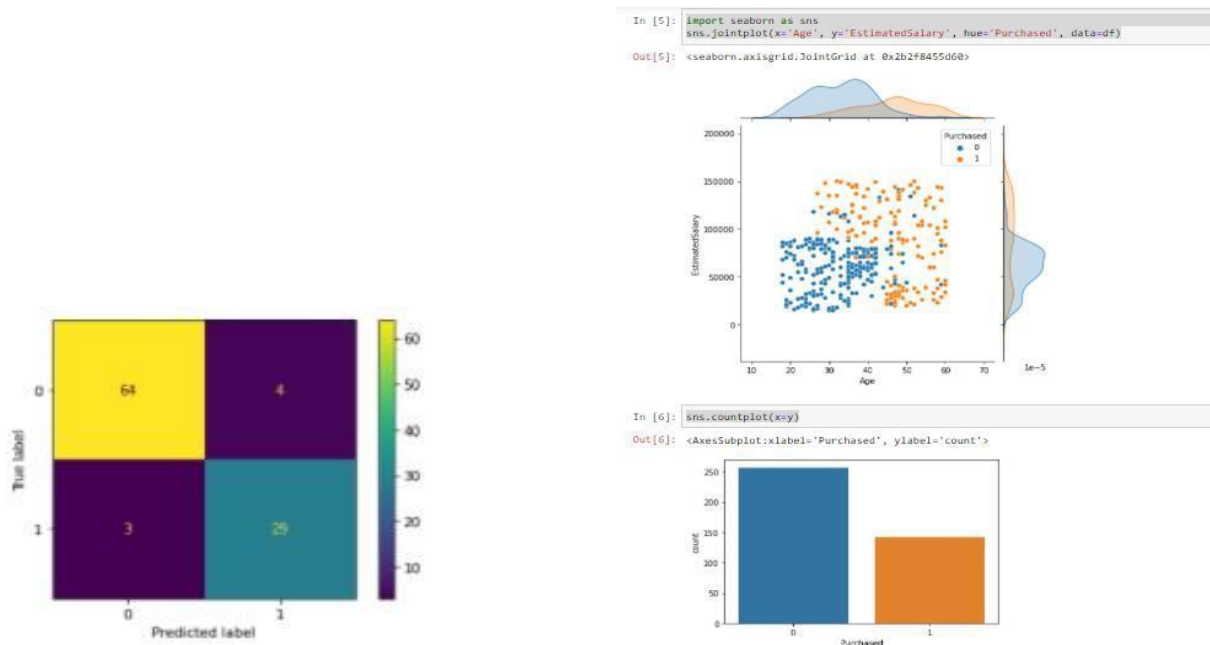 60
50
40
30
20
10
0
1
64
4
3
29
True label
0
1
Predicted label
In [5]: import seaborn as sns
sns.jointplot(x='Age', y='EstimatedSalary', hue='Purchased', data=df)
Out[5]: <seaborn.axisgrid.JointGrid at 0x2b2f8455d60>
Purchased
0
1
200000
150000
100000
50000
0
EstimatedSalary
10 20 30 40 50 60 70
Age
1e-5
In [6]: sns.countplot(x=y)
Out[6]: <AxesSubplot:xlabel='Purchased', ylabel='count'>
250
200
150
100
50
0
count
0 1
Purchased